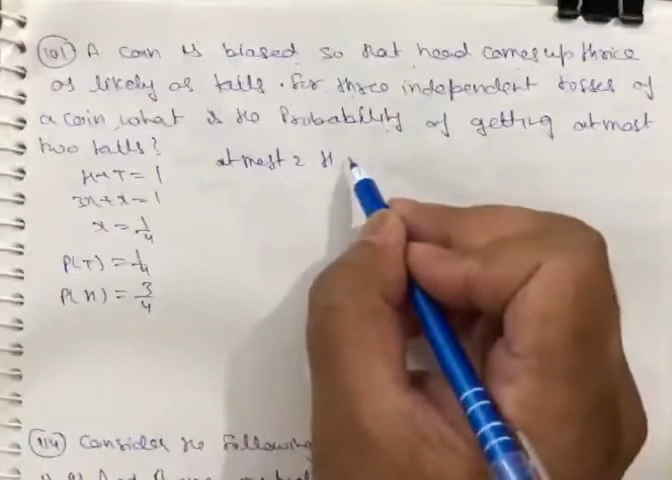 101 A coin is biased so that head comes up thrice
as likely as tails. For three independent tosses of
a coin, what is the Probability of getting atmost
two tails?
H+T=1
3x+x=1
x=1/4
P(T)=1/4
P(H)=3/4
atmost 2 H
114 Consider the Following